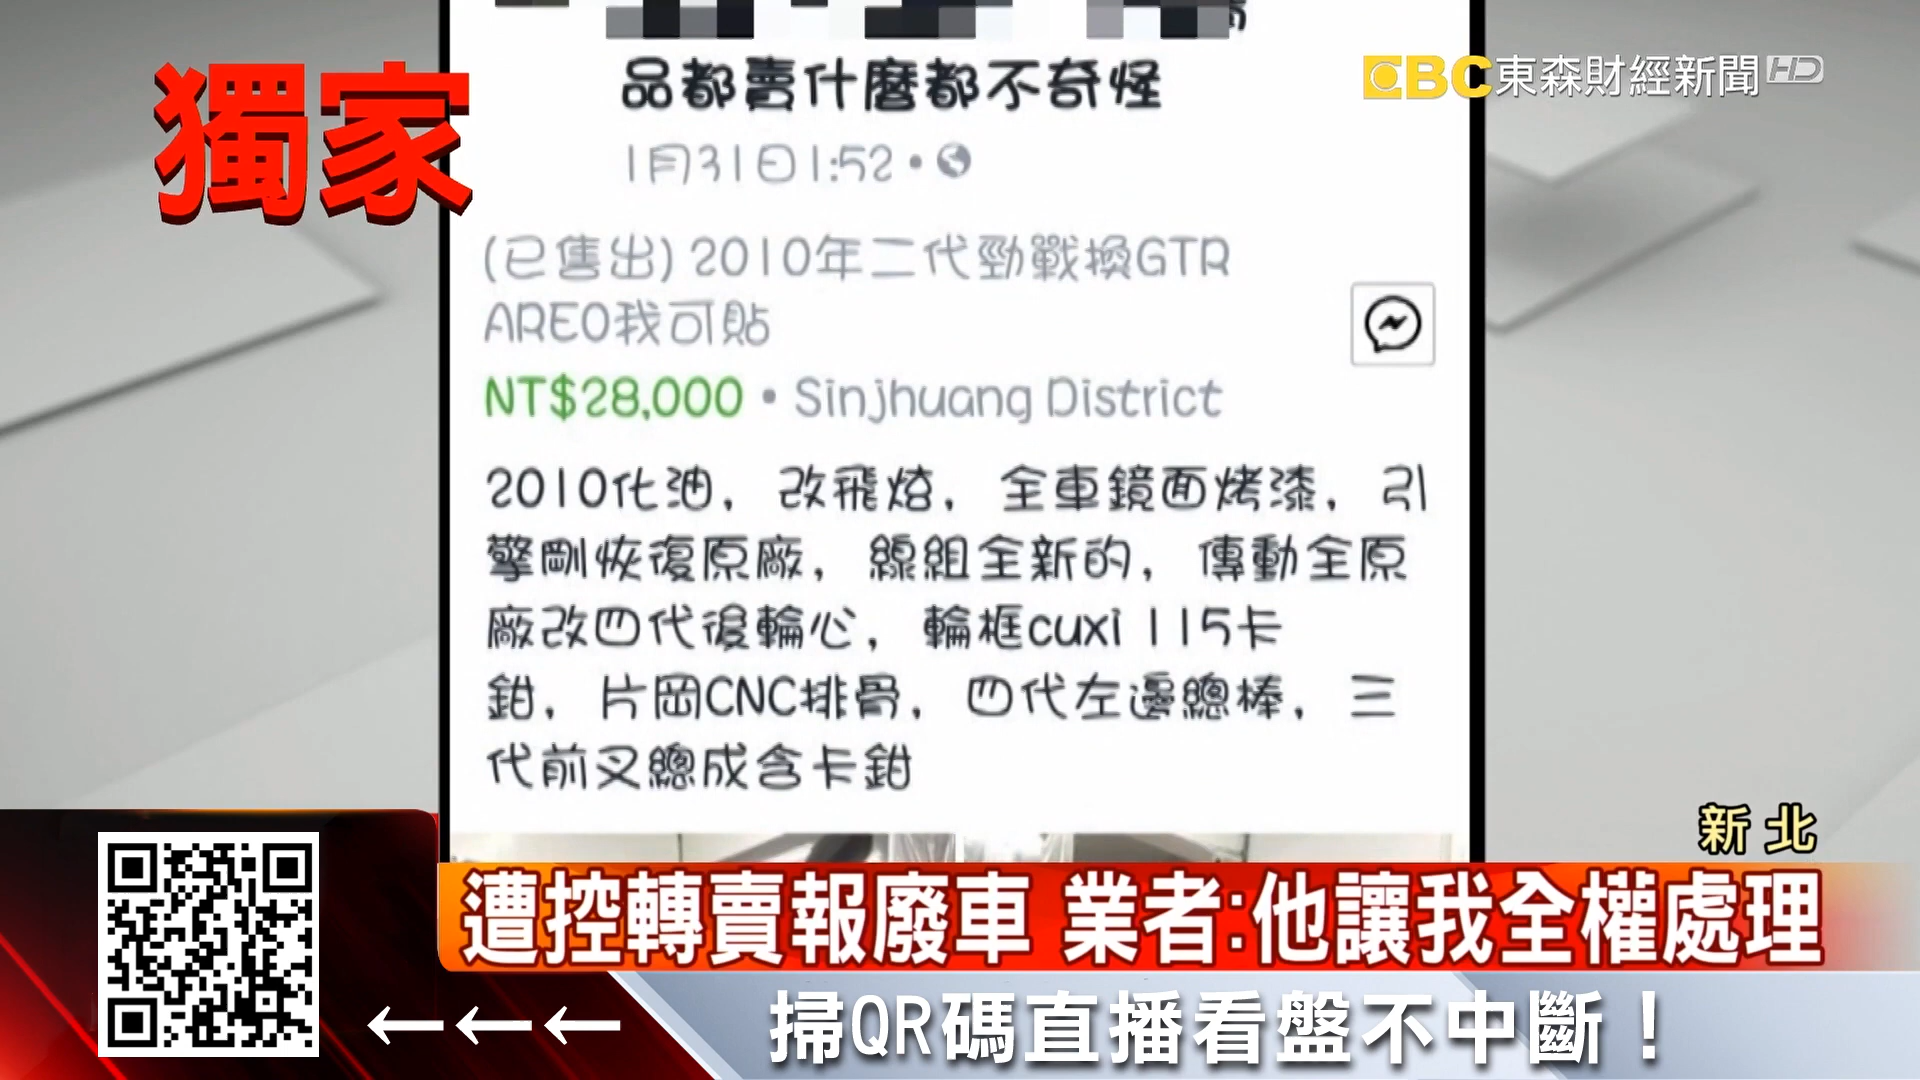 獨家
EBC東森財經新聞HD
品都賣什麼都不奇怪
1月31日1:52
(已售出) 2010年二代勁戰換GTR
AREO我可貼
NT$28,000 • Sinjhuang District
2010化油，改飛熗，全車鏡面烤漆，引
擎剛恢復原廠，線組全新的，傳動全原
廠改四代後輪心，輪框cuxi 115卡
鉗，片岡CNC排骨，四代左邊總棒，三
代前叉總成含卡鉗
新北
遭控轉賣報廢車 業者:他讓我全權處理
←←← 掃QR碼直播看盤不中斷！